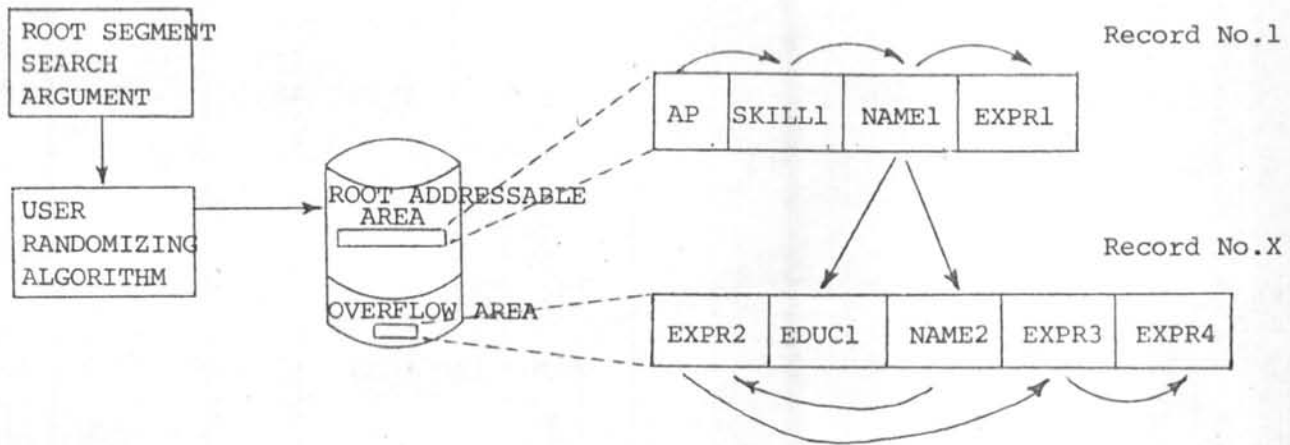 ROOT SEGMENT
SEARCH
ARGUMENT
USER
RANDOMIZING
ALGORITHM
ROOT ADDRESSABLE
AREA
OVERFLOW AREA
Record No.1
AP SKILL1 NAME1 EXPR1
Record No.X
EXPR2 EDUC1 NAME2 EXPR3 EXPR4